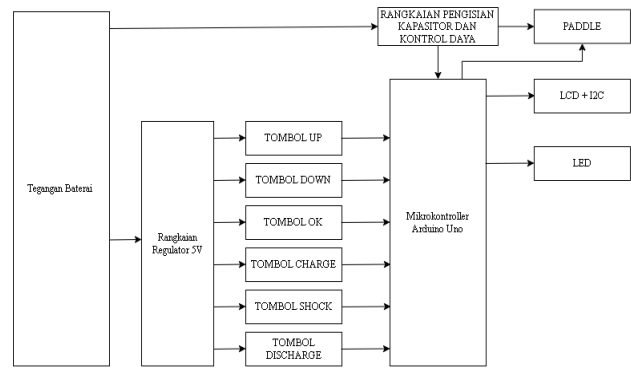 RANGKAIAN PENGISIAN
KAPASITOR DAN
KONTROL DAYA
PADDLE
LCD + I2C
LED
Tegangan Baterai
Rangkaian
Regulator 5V
TOMBOL UP
TOMBOL DOWN
TOMBOL OK
TOMBOL CHARGE
TOMBOL SHOCK
TOMBOL
DISCHARGE
Mikrokontroller
Arduino Uno